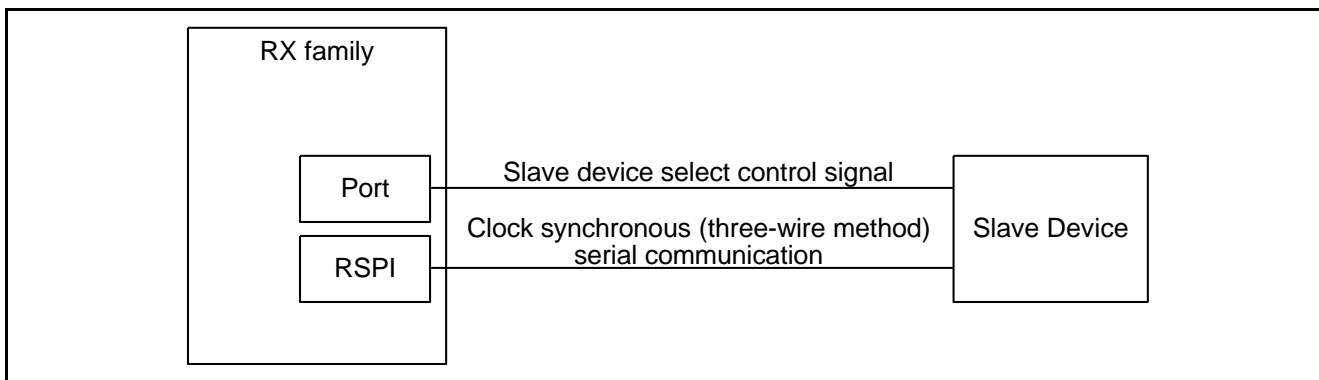 RX family
Port
Slave device select control signal
Clock synchronous (three-wire method)
serial communication
RSPI
Slave Device